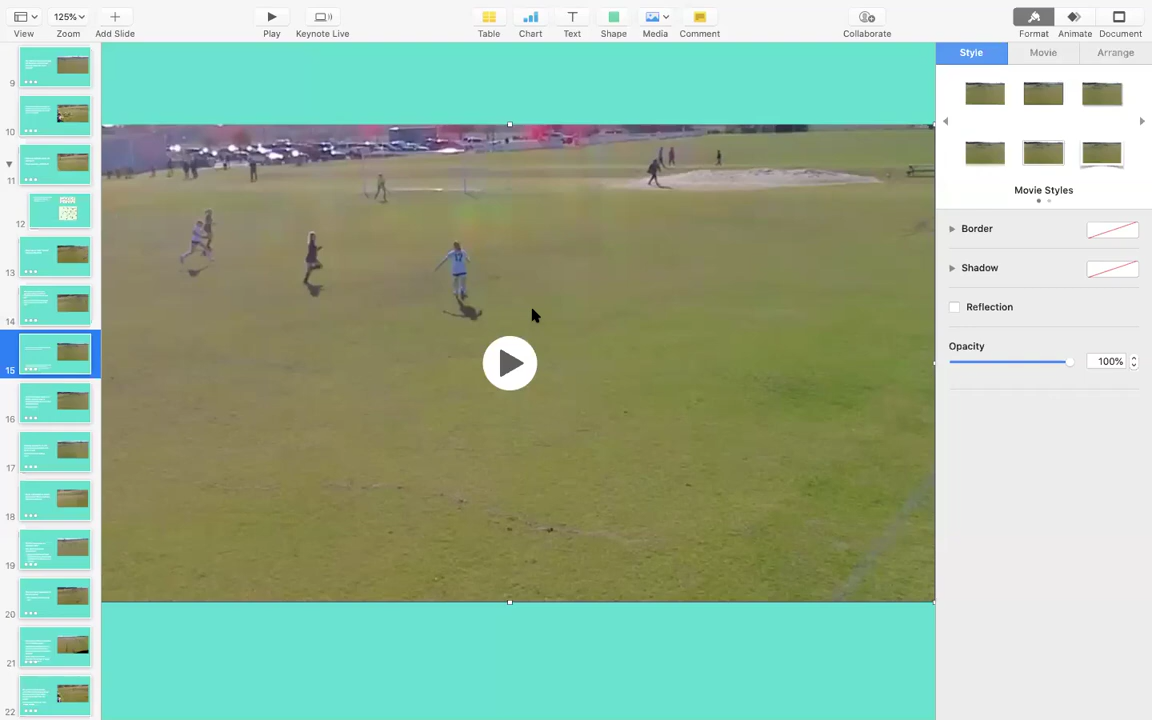 125%
View
Zoom
Add Slide
Play
Keynote Live
Table
Chart
Text
Shape
Media
Comment
Collaborate
Format
Animate
Document
Style
Movie
Arrange
9
10
11
12
13
14
15
16
17
18
19
20
21
22
17
Movie Styles
Border
Shadow
Reflection
Opacity
100%